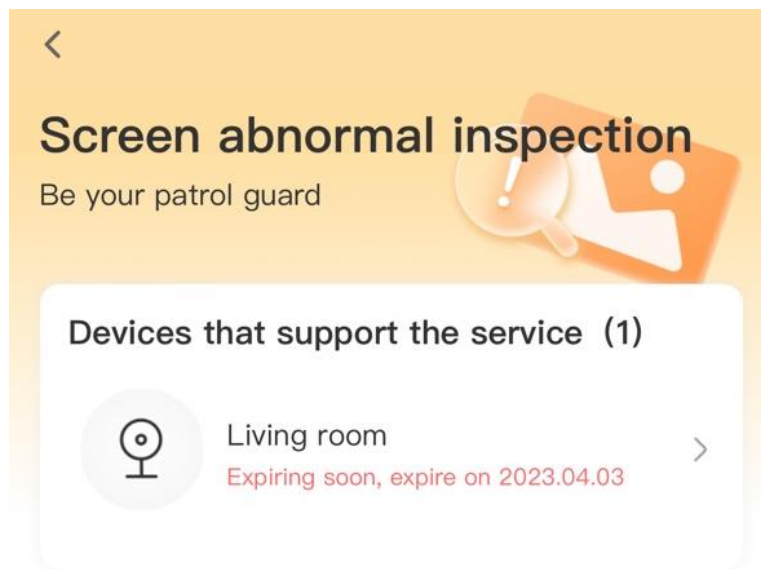 Screen abnormal inspection
Be your patrol guard
Devices that support the service (1)
Living room
Expiring soon, expire on 2023.04.03